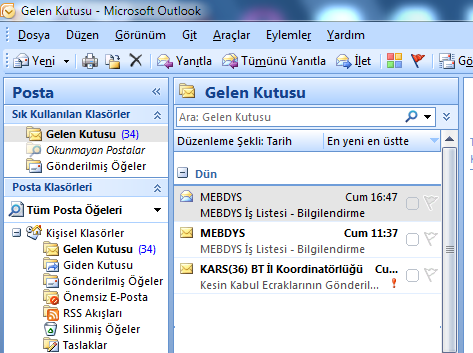 Gelen Kutusu - Microsoft Outlook
Dosya Düzen Görünüm Git Araçlar Eylemler Yardım
Yeni Yanıtla Tümünü Yanıtla İlet Gö
Posta
Sık Kullanılan Klasörler
Gelen Kutusu (34)
Okunmayan Postalar
Gönderilmiş Öğeler
Posta Klasörleri
Tüm Posta Öğeleri
Kişisel Klasörler
Gelen Kutusu (34)
Giden Kutusu
Gönderilmiş Öğeler
Önemsiz E-Posta
RSS Akışları
Silinmiş Öğeler
Taslaklar
Gelen Kutusu
Ara: Gelen Kutusu
Düzenleme Şekli: Tarih En yeni en üstte
Dün
MEBDYS Cum 16:47
MEBDYS İş Listesi - Bilgilendirme
MEBDYS Cum 11:37
MEBDYS İş Listesi - Bilgilendirme
KARS(36) BT İl Koordinatörlüğü Cu...
Kesin Kabul Ecraklarının Gönderil...